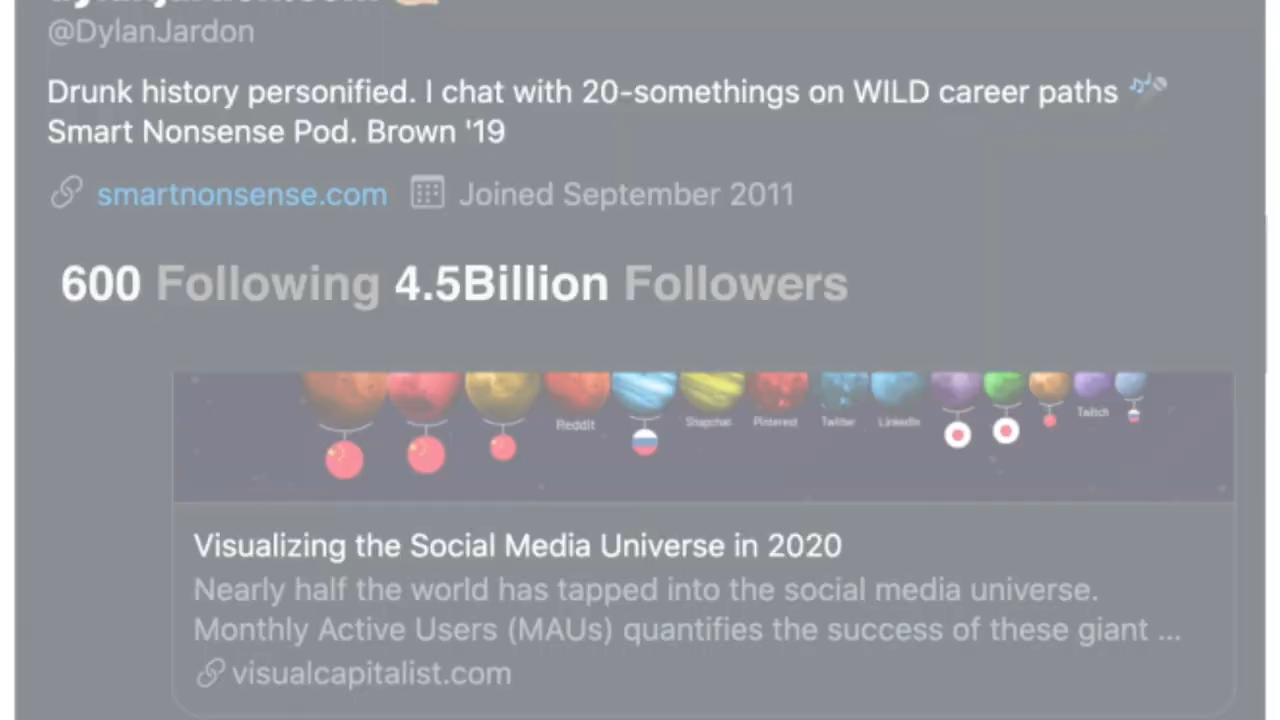 @DylanJardon
Drunk history personified. I chat with 20-somethings on WILD career paths
Smart Nonsense Pod. Brown '19
smartnonsense.com Joined September 2011
600 Following 4.5Billion Followers
Reddit Snapchat Pinterest Twitter LinkedIn Twitch
Visualizing the Social Media Universe in 2020
Nearly half the world has tapped into the social media universe.
Monthly Active Users (MAUs) quantifies the success of these giant ...
visualcapitalist.com